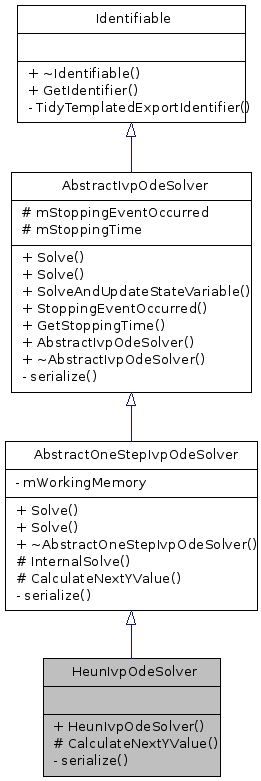 Identifiable
+ ~Identifiable()
+ GetIdentifier()
- TidyTemplatedExportIdentifier()
AbstractIvpOdeSolver
# mStoppingEventOccurred
# mStoppingTime
+ Solve()
+ Solve()
+ SolveAndUpdateStateVariable()
+ StoppingEventOccurred()
+ GetStoppingTime()
+ AbstractIvpOdeSolver()
+ ~AbstractIvpOdeSolver()
- serialize()
AbstractOneStepIvpOdeSolver
- mWorkingMemory
+ Solve()
+ Solve()
+ ~AbstractOneStepIvpOdeSolver()
# InternalSolve()
# CalculateNextYValue()
- serialize()
HeunIvpOdeSolver
+ HeunIvpOdeSolver()
# CalculateNextYValue()
- serialize()